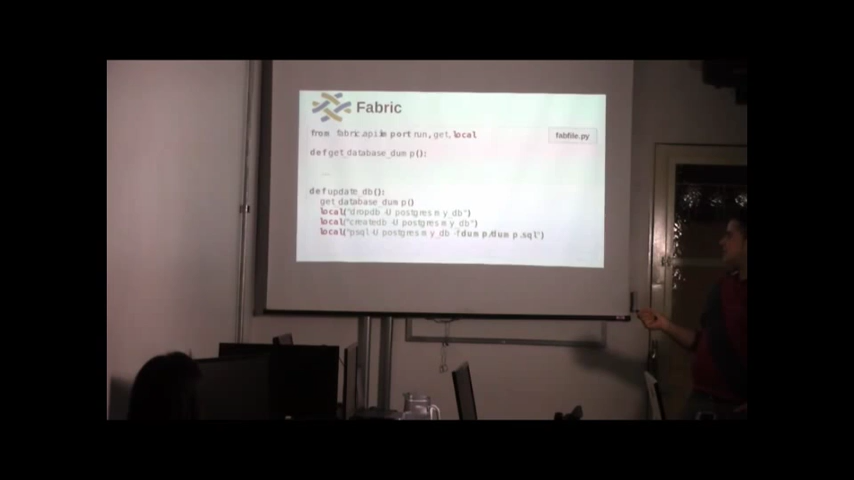 Fabric
from fabric.api import run, get, local
fabfile.py
def get_database_dump():
...
def update_db():
get_database_dump()
local("dropdb -U postgres my_db")
local("createdb -U postgres my_db")
local("psql -U postgres my_db -f dump/dump.sql")